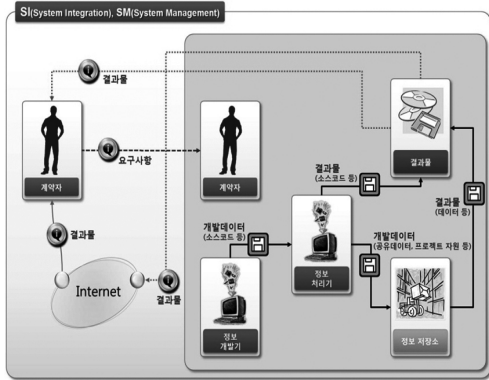 SI(System Integration), SM(System Management)
결과물
계약자
요구사항
계약자
결과물
결과물
(소스코드 등)
결과물
(데이터 등)
결과물
개발데이터
(소스코드 등)
정보
처리기
개발데이터
(공유데이터, 프로젝트 자원 등)
Internet
결과물
정보
개발기
정보 저장소